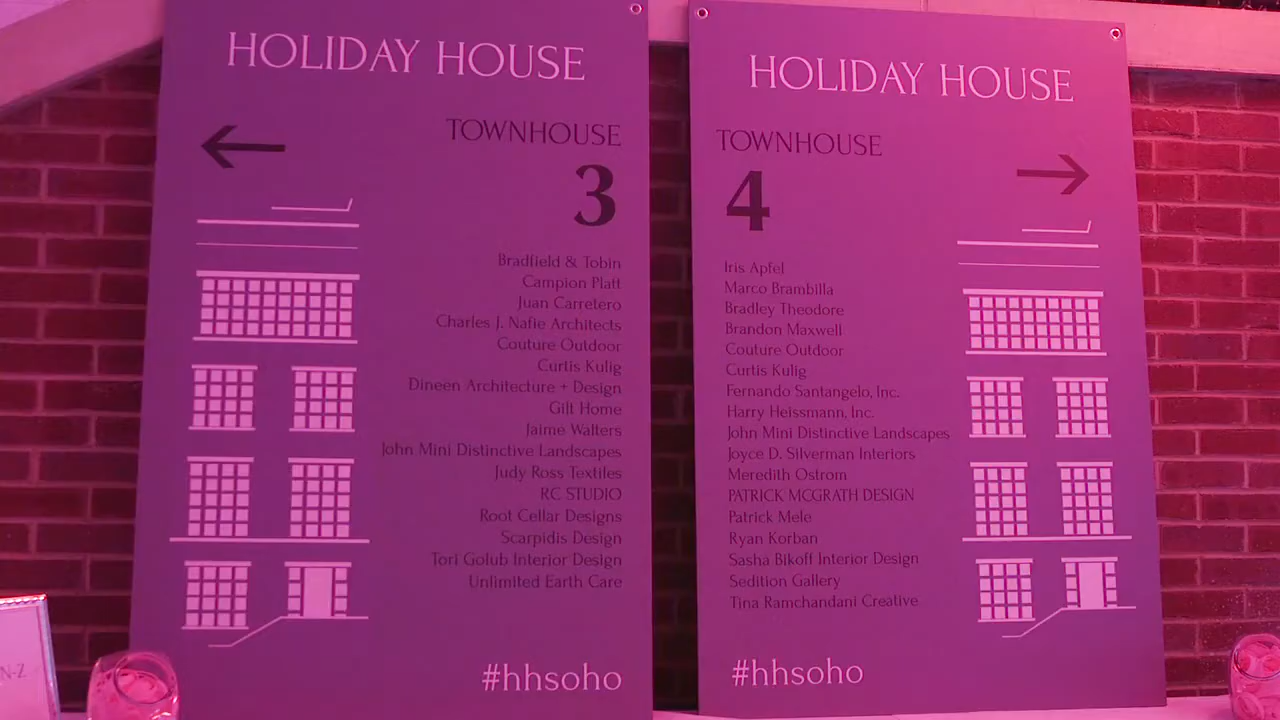 HOLIDAY HOUSE
TOWNHOUSE
3
Bradfield & Tobin
Campion Platt
Juan Carretero
Charles J. Nafie Architects
Couture Outdoor
Curtis Kulig
Dineen Architecture + Design
Gilt Home
Jaime Walters
John Mini Distinctive Landscapes
Judy Ross Textiles
RC STUDIO
Root Cellar Designs
Scarpidis Design
Tori Golub Interior Design
Unlimited Earth Care
#hhsoho
HOLIDAY HOUSE
TOWNHOUSE
4
Iris Apfel
Marco Brambilla
Bradley Theodore
Brandon Maxwell
Couture Outdoor
Curtis Kulig
Fernando Santangelo, Inc.
Harry Heissmann, Inc.
John Mini Distinctive Landscapes
Joyce D. Silverman Interiors
Meredith Ostrom
PATRICK MCGRATH DESIGN
Patrick Mele
Ryan Korban
Sasha Bikoff Interior Design
Sedition Gallery
Tina Ramchandani Creative
#hhsoho
N-Z